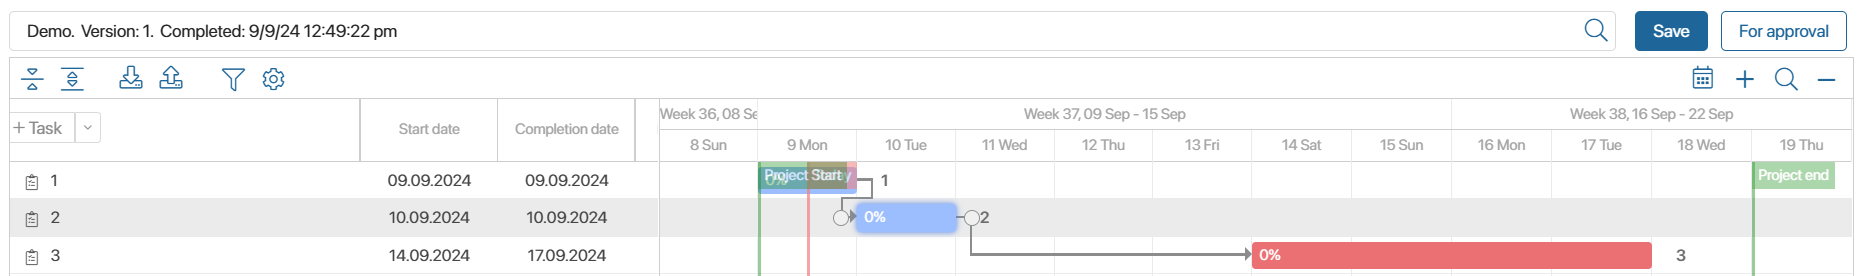 Demo. Version: 1. Completed: 9/9/24 12:49:22 pm
Save
For approval
+ Task
Start date
Completion date
Week 36, 08 Se
Week 37, 09 Sep - 15 Sep
Week 38, 16 Sep - 22 Sep
8 Sun
9 Mon
10 Tue
11 Wed
12 Thu
13 Fri
14 Sat
15 Sun
16 Mon
17 Tue
18 Wed
19 Thu
1
09.09.2024
09.09.2024
Project Start
0%
1
Project end
2
10.09.2024
10.09.2024
0%
2
3
14.09.2024
17.09.2024
0%
3